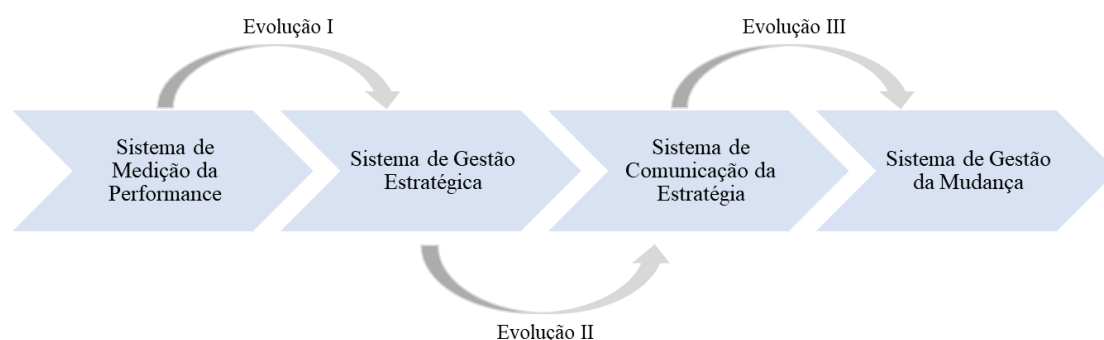 Evolução I
Evolução III
Sistema de
Medição da
Performance
Sistema de Gestão
Estratégica
Sistema de
Comunicação da
Estratégia
Sistema de Gestão
da Mudança
Evolução II